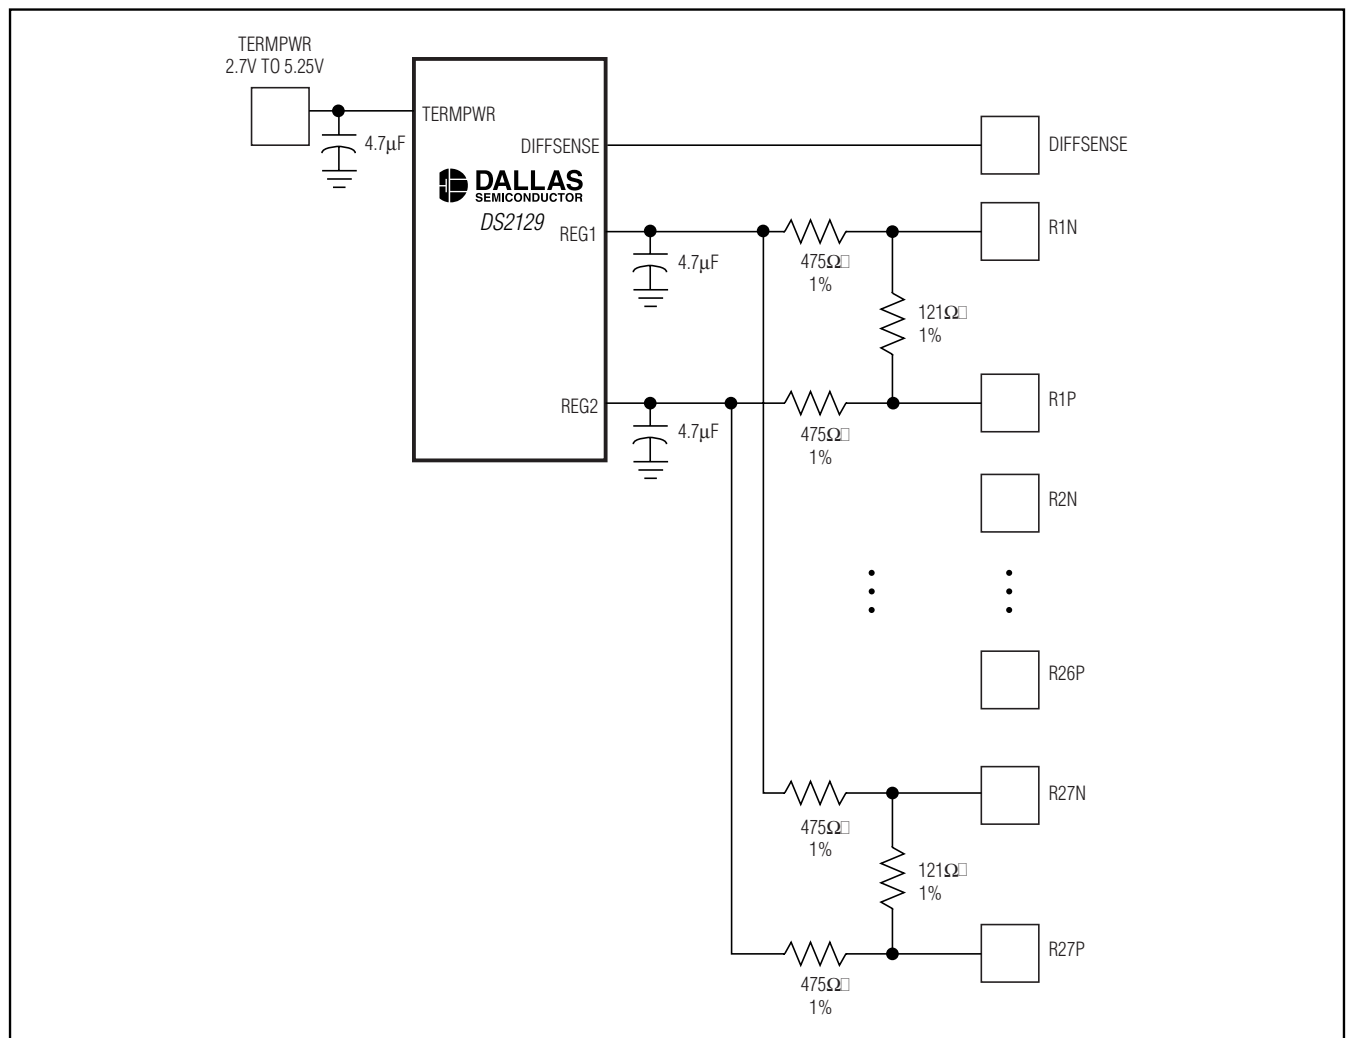 TERMPWR
2.7V TO 5.25V
TERMPWR
4.7μF
DIFFSENSE
DIFFSENSE
DALLAS
SEMICONDUCTOR
DS2129
REG1
4.7μF
475Ω□
1%
R1N
121Ω□
1%
REG2
4.7μF
475Ω□
1%
R1P
R2N
R26P
475Ω□
1%
R27N
121Ω□
1%
475Ω□
1%
R27P